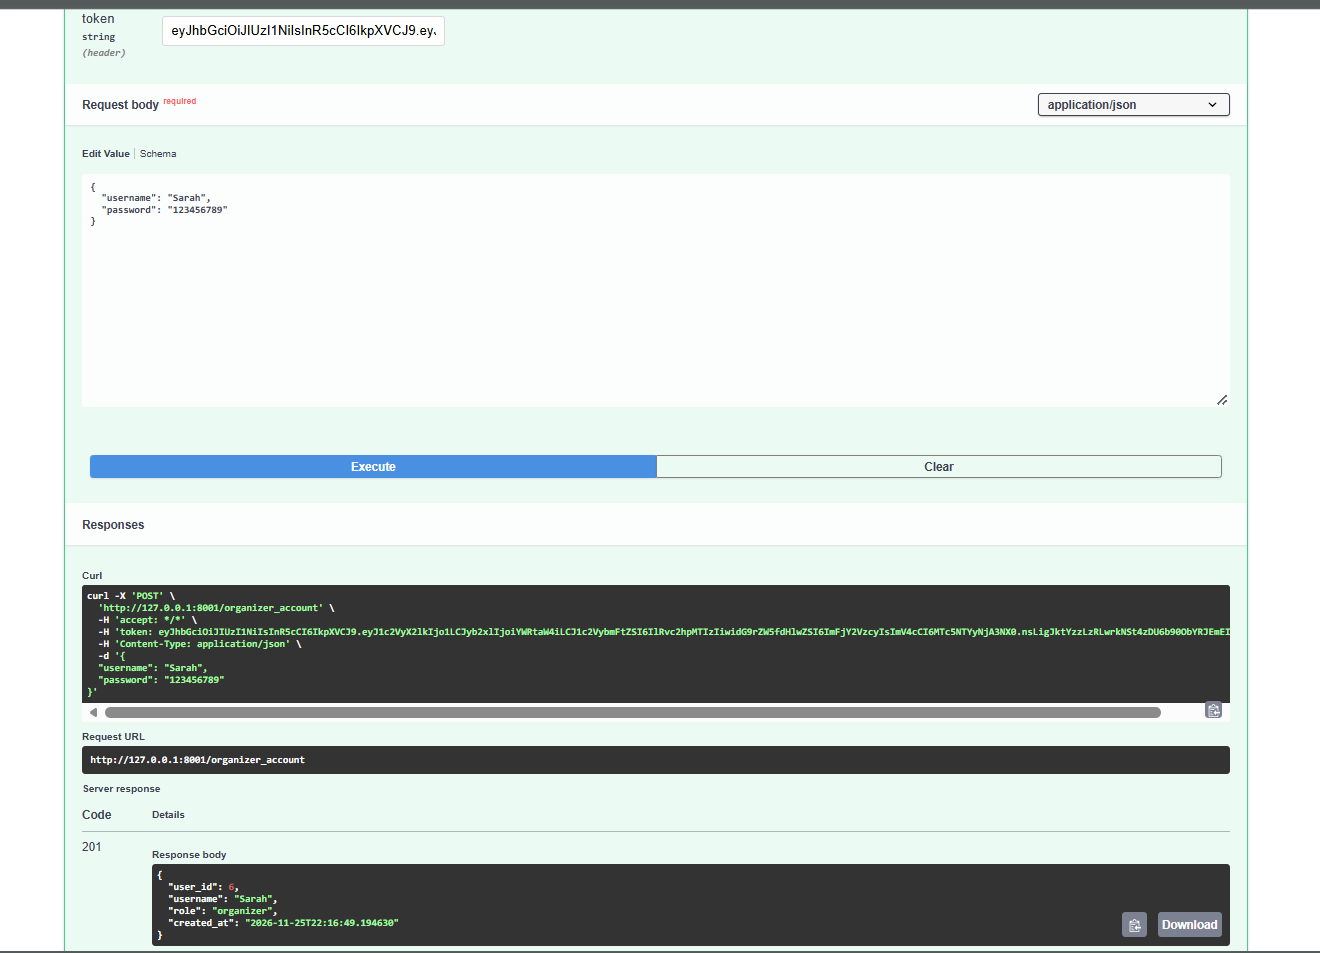 token
string
(header)
eyJhbGciOiJIUzI1NiIsInR5cCI6IkpXVCJ9.eyJ
Request body required
application/json
Edit Value | Schema
{
  "username": "Sarah",
  "password": "123456789"
}
Execute
Clear
Responses
Curl
curl -X 'POST' \
  'http://127.0.0.1:8001/organizer_account' \
  -H 'accept: */*' \
  -H 'token:
  -H 'Content-Type: application/json' \
  -d '{
  "username": "Sarah",
  "password": "123456789"
}'
Request URL
http://127.0.0.1:8001/organizer_account
Server response
Code
Details
201
Response body
{
  "user_id": 6,
  "username": "Sarah",
  "role": "organizer",
  "created_at": "2026-11-25T22:16:49.194630"
}
Download